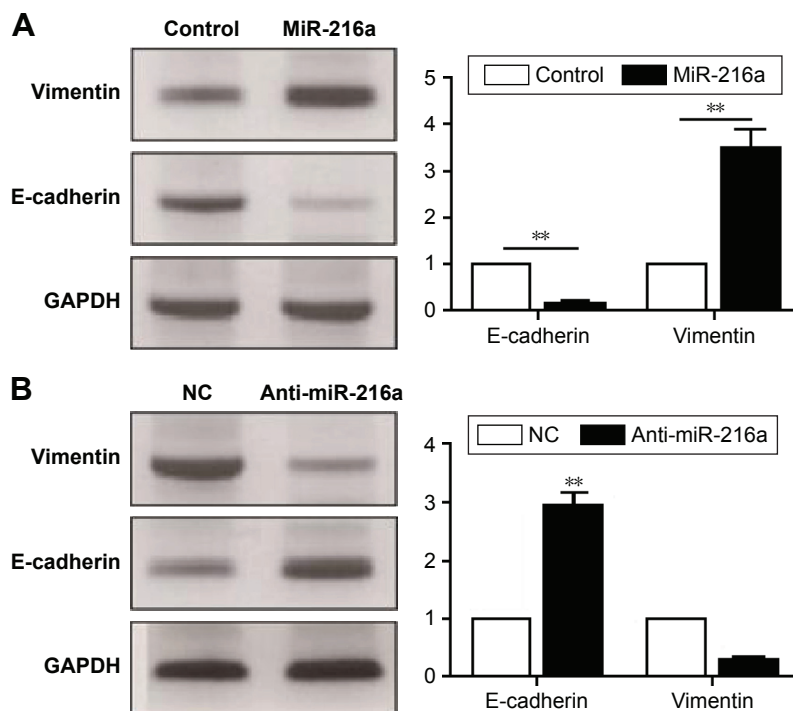 A
Control MiR-216a
Vimentin
E-cadherin
GAPDH
Control MiR-216a
5
4
3
2
1
0
**
**
E-cadherin Vimentin
B
NC Anti-miR-216a
Vimentin
E-cadherin
GAPDH
NC Anti-miR-216a
4
3
2
1
0
**
E-cadherin Vimentin